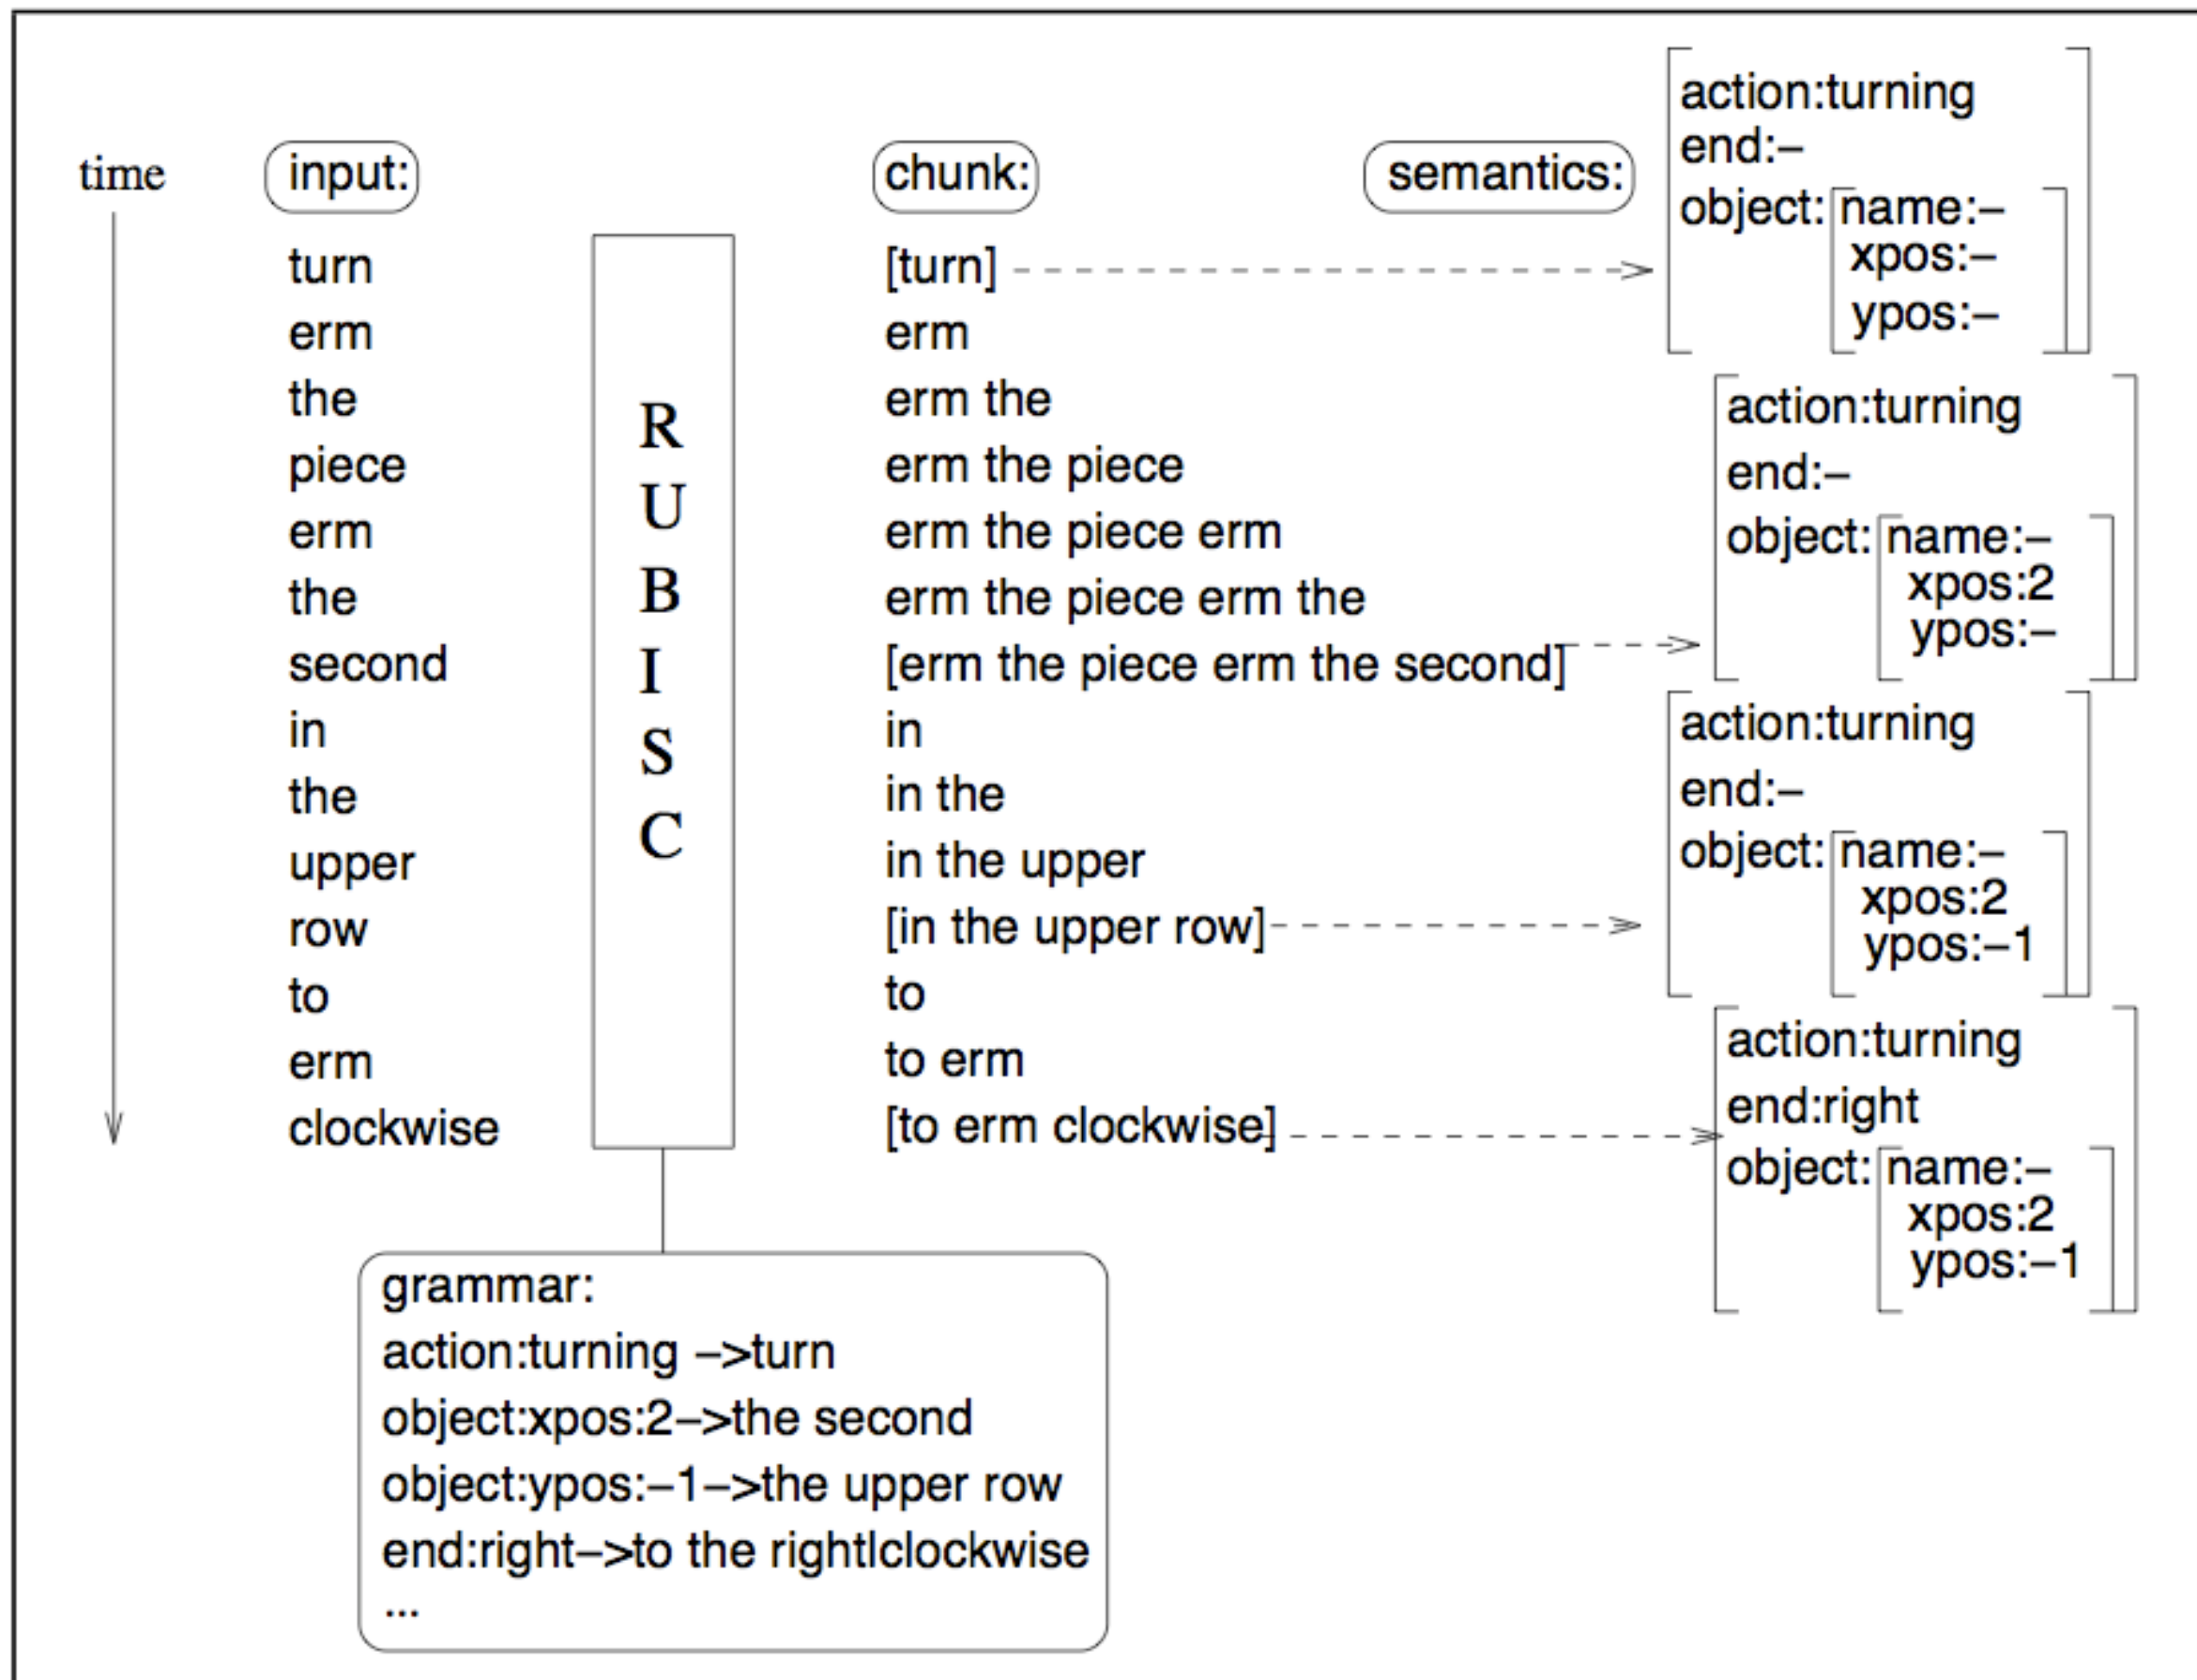 time
input:
turn
erm
the
piece
erm
the
second
in
the
upper
row
to
erm
clockwise
R
U
B
I
S
C
chunk:
[turn]
erm
erm the
erm the piece
erm the piece erm
erm the piece erm the
[erm the piece erm the second]
in
in the
in the upper
[in the upper row]
to
to erm
[to erm clockwise]
semantics:
action:turning
end:–
object: name:–
xpos:–
ypos:–
action:turning
end:–
object: name:–
xpos:2
ypos:–
action:turning
end:–
object: name:–
xpos:2
ypos:–1
action:turning
end:right
object: name:–
xpos:2
ypos:–1
grammar:
action:turning –>turn
object:xpos:2–>the second
object:ypos:–1–>the upper row
end:right–>to the right|clockwise
...